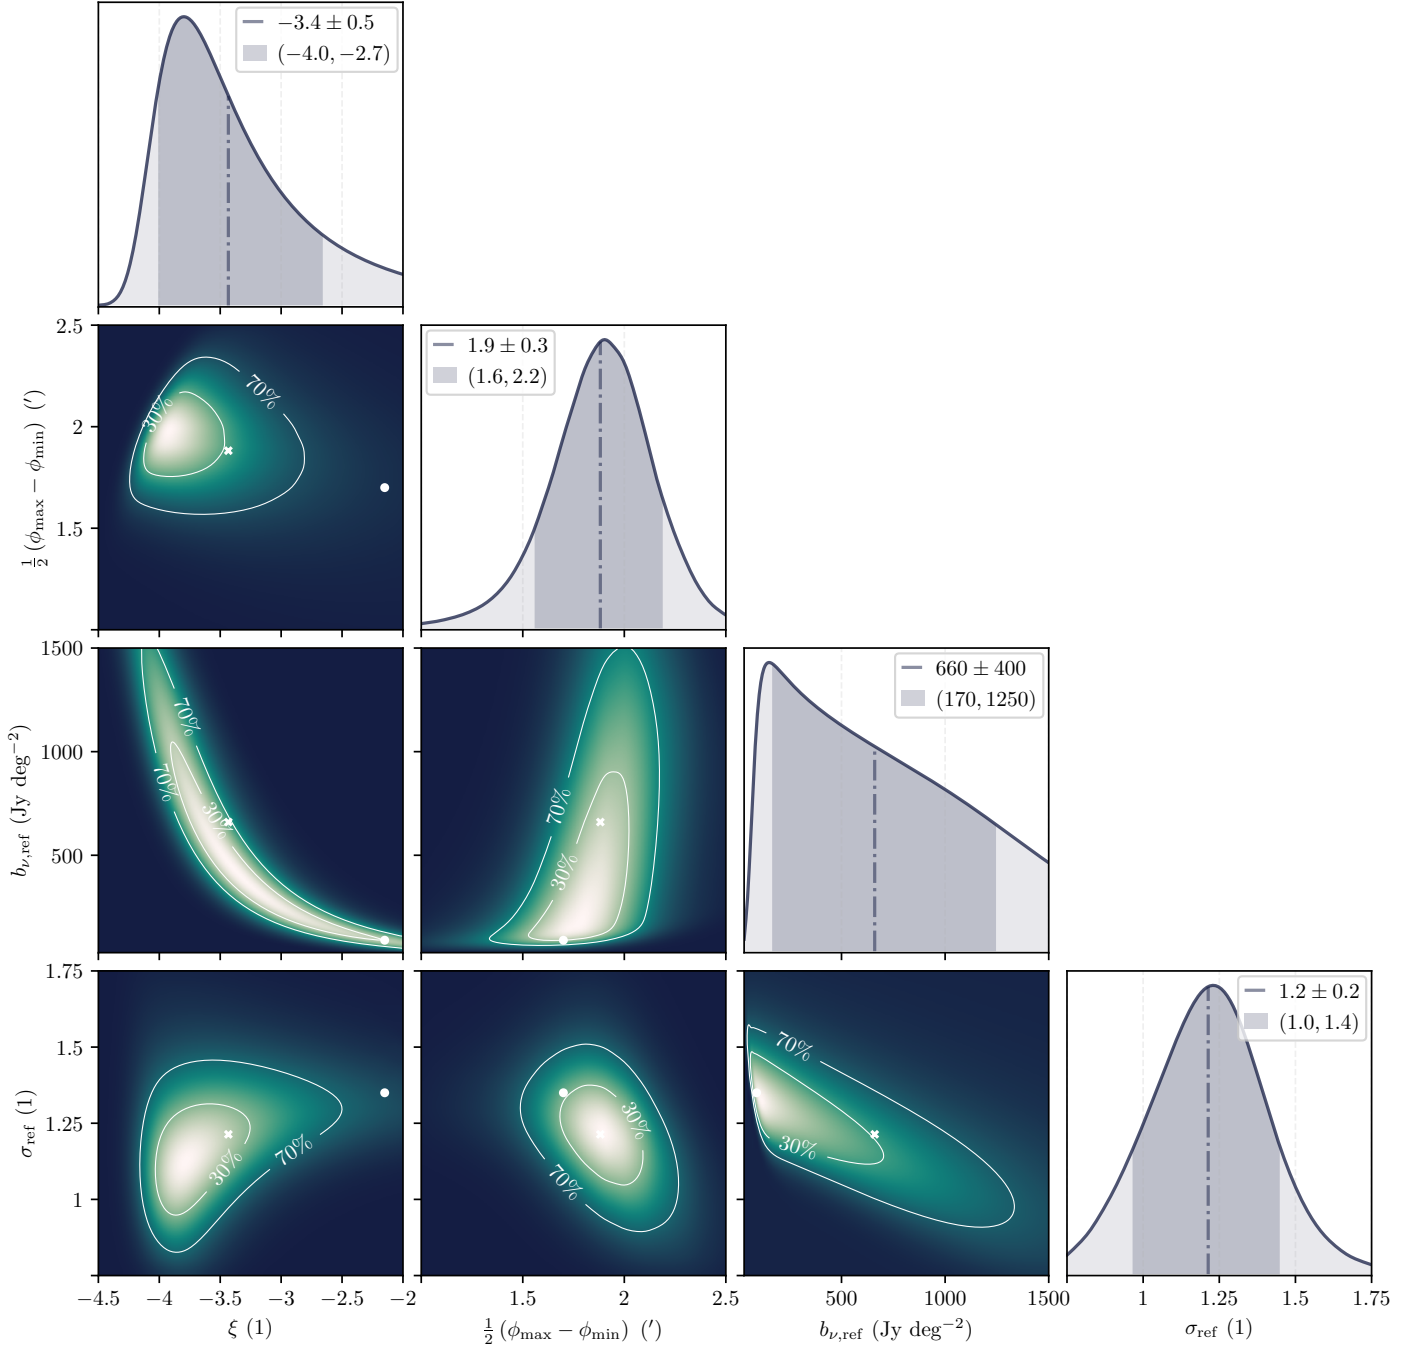 −3.4 ± 0.5
(−4.0, −2.7)
2.5
2
1.5
½ (ϕmax − ϕmin) (′)
70%
30%
1.9 ± 0.3
(1.6, 2.2)
1500
1000
500
bν,ref (Jy deg⁻²)
70%
70%
30%
70%
30%
660 ± 400
(170, 1250)
1.75
1.5
1.25
1
σref (1)
70%
30%
30%
70%
70%
30%
1.2 ± 0.2
(1.0, 1.4)
−4.5 −4 −3.5 −3 −2.5 −2
1.5 2 2.5
500 1000 1500
1 1.25 1.5 1.75
ξ (1)
½ (ϕmax − ϕmin) (′)
bν,ref (Jy deg⁻²)
σref (1)